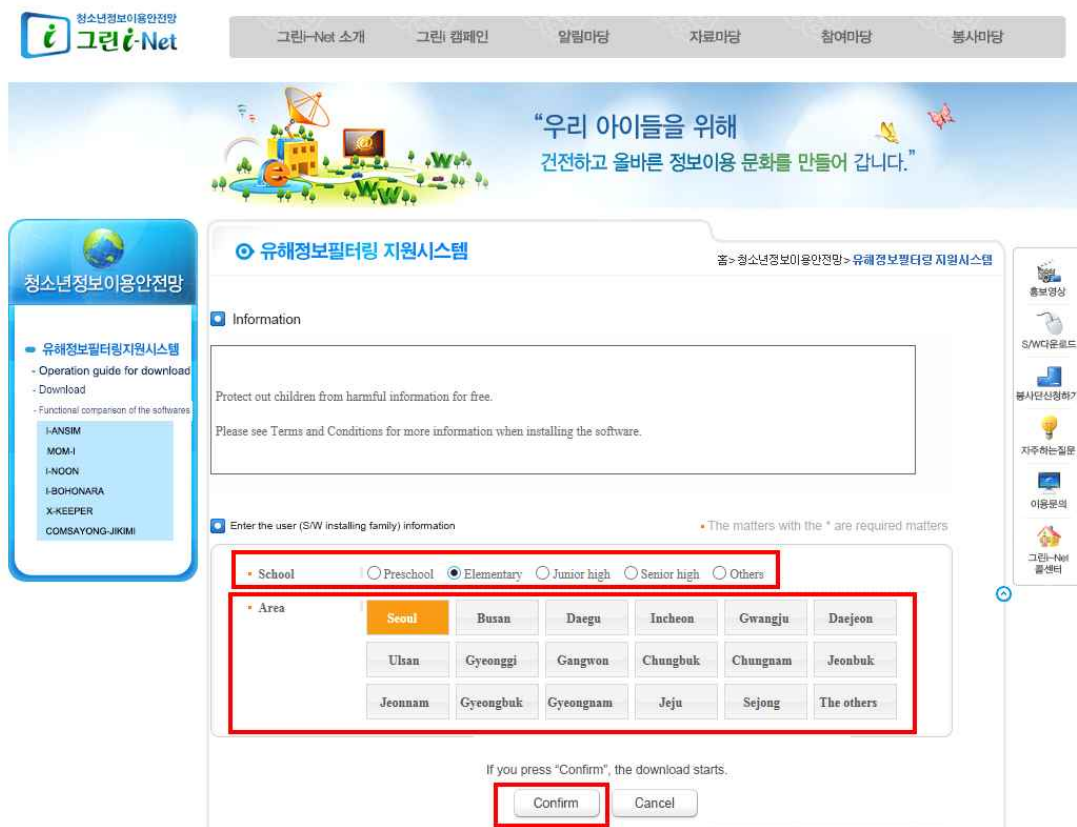 청소년정보이용안전망
그린 i-Net
그린i-Net 소개 그린i 캠페인 알림마당 자료마당 참여마당 봉사마당
“우리 아이들을 위해
건전하고 올바른 정보이용 문화를 만들어 갑니다.”
청소년정보이용안전망
유해정보필터링지원시스템
- Operation guide for download
- Download
- Functional comparison of the softwares
I-ANSIM
MOM-I
I-NOON
I-BOHONARA
X-KEEPER
COMSAYONG-JIKIMI
유해정보필터링 지원시스템
홈> 청소년정보이용안전망> 유해정보필터링 지원시스템
Information
Protect out children from harmful information for free.
Please see Terms and Conditions for more information when installing the software.
Enter the user (S/W installing family) information
• The matters with the * are required matters
• School Preschool Elementary Junior high Senior high Others
• Area
Seoul Busan Daegu Incheon Gwangju Daejeon
Ulsan Gyeonggi Gangwon Chungbuk Chungnam Jeonbuk
Jeonnam Gyeongbuk Gyeongnam Jeju Sejong The others
If you press “Confirm”, the download starts.
Confirm Cancel
홍보영상
S/W다운로드
봉사단신청하기
자주하는질문
이용문의
그린i-Net
콜센터